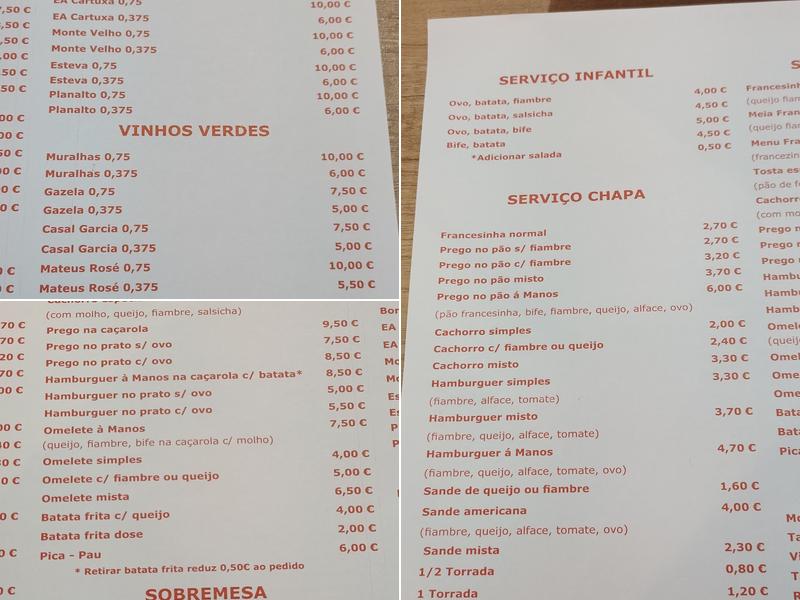 EA Cartuxa 0,75 10,00 €
EA Cartuxa 0,375 6,00 €
Monte Velho 0,75 10,00 €
Monte Velho 0,375 6,00 €
Esteva 0,75 10,00 €
Esteva 0,375 6,00 €
Planalto 0,75 10,00 €
Planalto 0,375 6,00 €
VINHOS VERDES
Muralhas 0,75 10,00 €
Muralhas 0,375 6,00 €
Gazela 0,75 7,50 €
Gazela 0,375 5,00 €
Casal Garcia 0,75 7,50 €
Casal Garcia 0,375 5,00 €
Mateus Rosé 0,75 10,00 €
Mateus Rosé 0,375 5,50 €
(com molho, queijo, fiambre, salsicha)
Prego na caçarola 9,50 €
Prego no prato s/ ovo 7,50 €
Prego no prato c/ ovo 8,50 €
Hamburguer à Manos na caçarola c/ batata* 8,50 €
Hamburguer no prato s/ ovo 5,00 €
Hamburguer no prato c/ ovo 5,50 €
Omelete à Manos 7,50 €
(queijo, fiambre, bife na caçarola c/ molho)
Omelete simples 4,00 €
Omelete c/ fiambre ou queijo 5,00 €
Omelete mista 6,50 €
Batata frita c/ queijo 4,00 €
Batata frita dose 2,00 €
Pica - Pau 6,00 €
* Retirar batata frita reduz 0,50€ ao pedido
SOBREMESA
SERVIÇO INFANTIL
Ovo, batata, fiambre 4,00 €
Ovo, batata, salsicha 4,50 €
Ovo, batata, bife 5,00 €
Bife, batata 4,50 €
*Adicionar salada 0,50 €
SERVIÇO CHAPA
Francesinha normal 2,70 €
Prego no pão s/ fiambre 2,70 €
Prego no pão c/ fiambre 3,20 €
Prego no pão misto 3,70 €
Prego no pão á Manos 6,00 €
(pão francesinha, bife, fiambre, queijo, alface, ovo)
Cachorro simples 2,00 €
Cachorro c/ fiambre ou queijo 2,40 €
Cachorro misto 3,30 €
Hamburguer simples 3,30 €
(fiambre, alface, tomate)
Hamburguer misto 3,70 €
(fiambre, queijo, alface, tomate)
Hamburguer á Manos 4,70 €
(fiambre, queijo, alface, tomate, ovo)
Sande de queijo ou fiambre 1,60 €
Sande americana 4,00 €
(fiambre, queijo, alface, tomate, ovo)
Sande mista 2,30 €
1/2 Torrada 0,80 €
1 Torrada 1,20 €